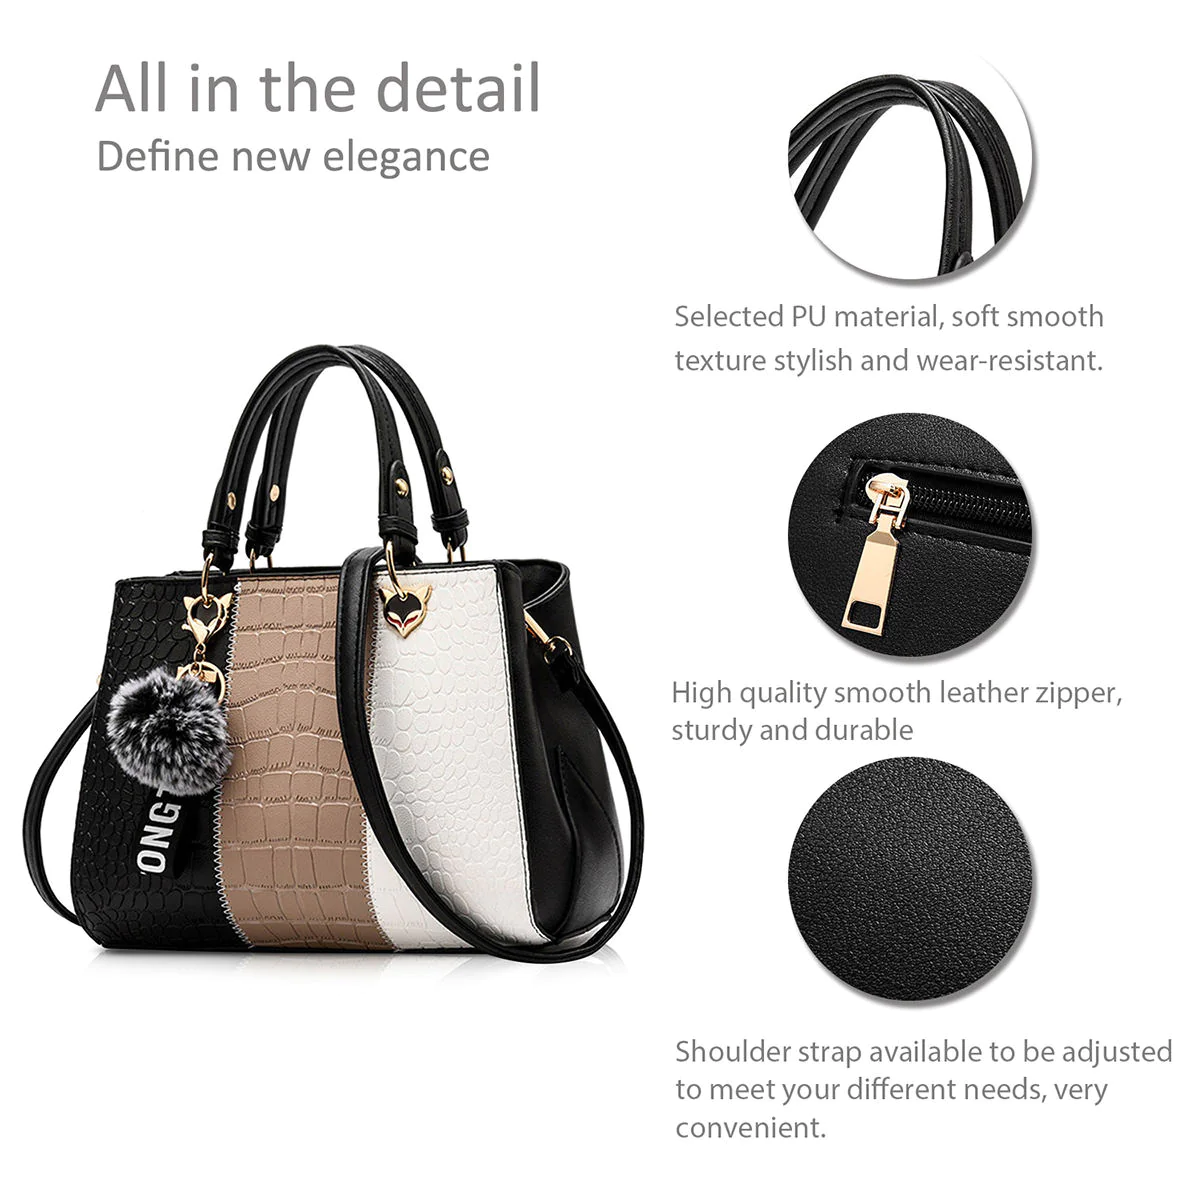 All in the detail
Define new elegance
Selected PU material, soft smooth
texture stylish and wear-resistant.
High quality smooth leather zipper,
sturdy and durable
Shoulder strap available to be adjusted
to meet your different needs, very
convenient.